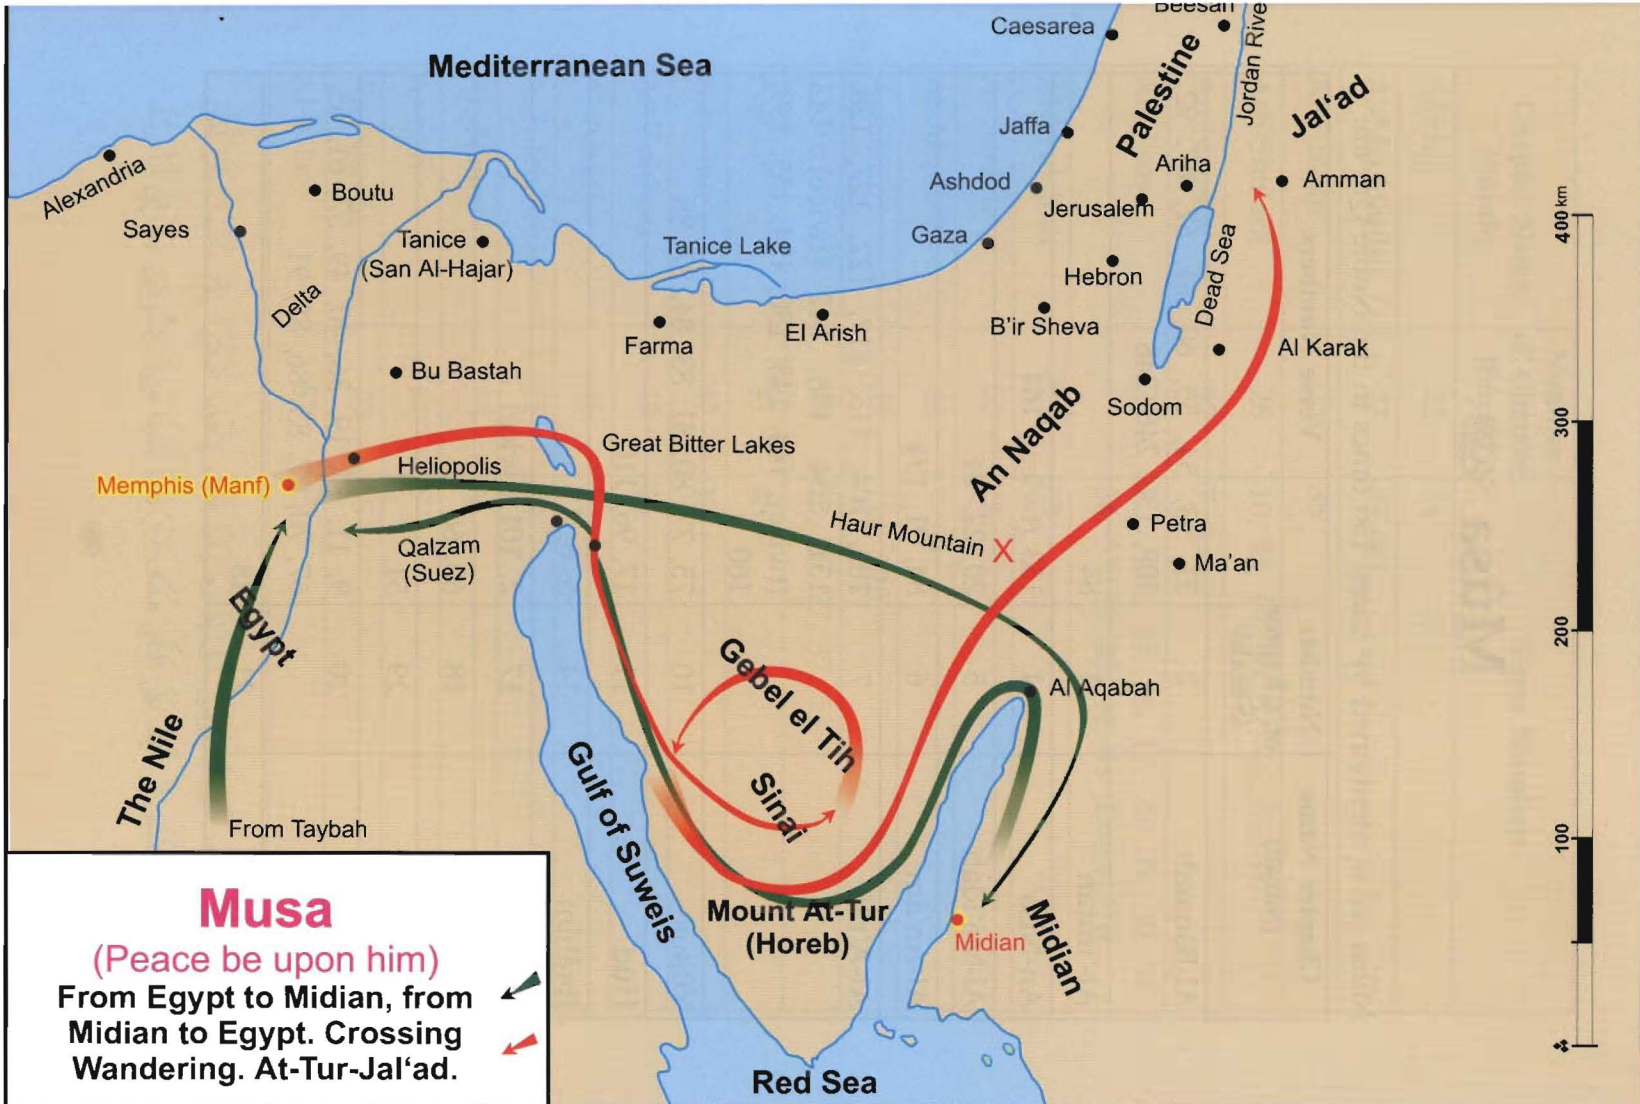 Beesan
Caesarea
Jordan Rive
Mediterranean Sea
Palestine
Jal‘ad
Jaffa
Ariha
Alexandria
Boutu
Ashdod
Amman
Jerusalem
Sayes
Tanice
(San Al-Hajar)
Tanice Lake
Gaza
Hebron
Dead Sea
400 km
Delta
Farma
El Arish
B'ir Sheva
Al Karak
Bu Bastah
Sodom
An Naqab
300
Great Bitter Lakes
Heliopolis
Memphis (Manf)
Haur Mountain X
Petra
Qalzam
(Suez)
Ma'an
Egypt
200
Gebel el Tih
Al Aqabah
The Nile
Sinai
From Taybah
Gulf of Suweis
100
Mount At-Tur
(Horeb)
Midian
Midian
Red Sea
Musa
(Peace be upon him)
From Egypt to Midian, from
Midian to Egypt. Crossing
Wandering. At-Tur-Jal‘ad.